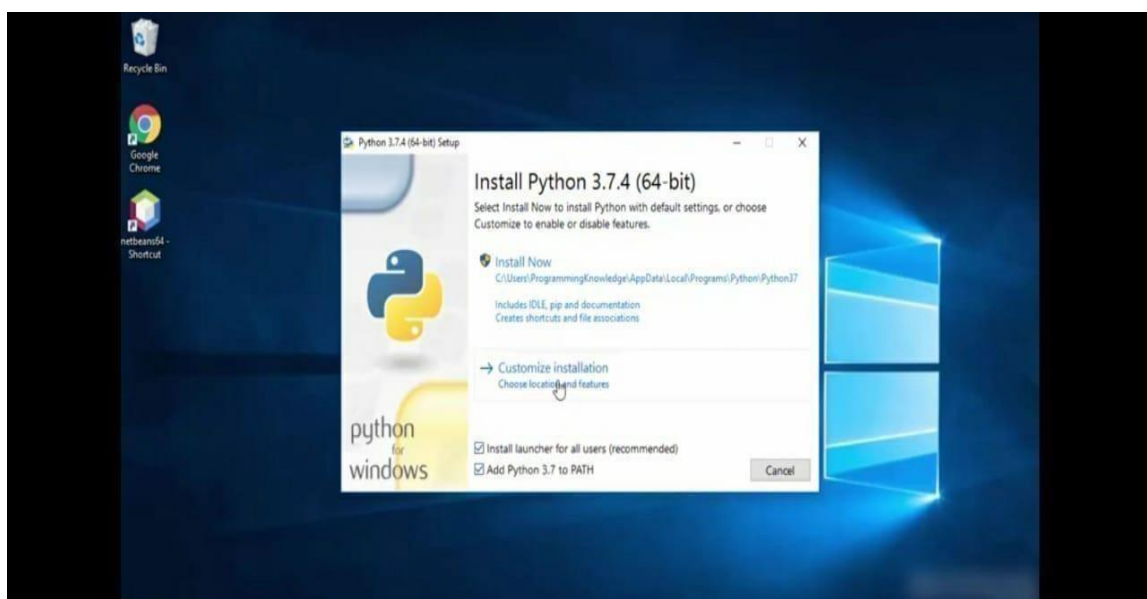 Recycle Bin
Google
Chrome
netbeans64 -
Shortcut
Python 3.7.4 (64-bit) Setup
Install Python 3.7.4 (64-bit)
Select Install Now to install Python with default settings, or choose
Customize to enable or disable features.
Install Now
C:\Users\ProgrammingKnowledge\AppData\Local\Programs\Python\Python37
Includes IDLE, pip and documentation
Creates shortcuts and file associations
Customize installation
Choose location and features
python
for
windows
Install launcher for all users (recommended)
Add Python 3.7 to PATH
Cancel